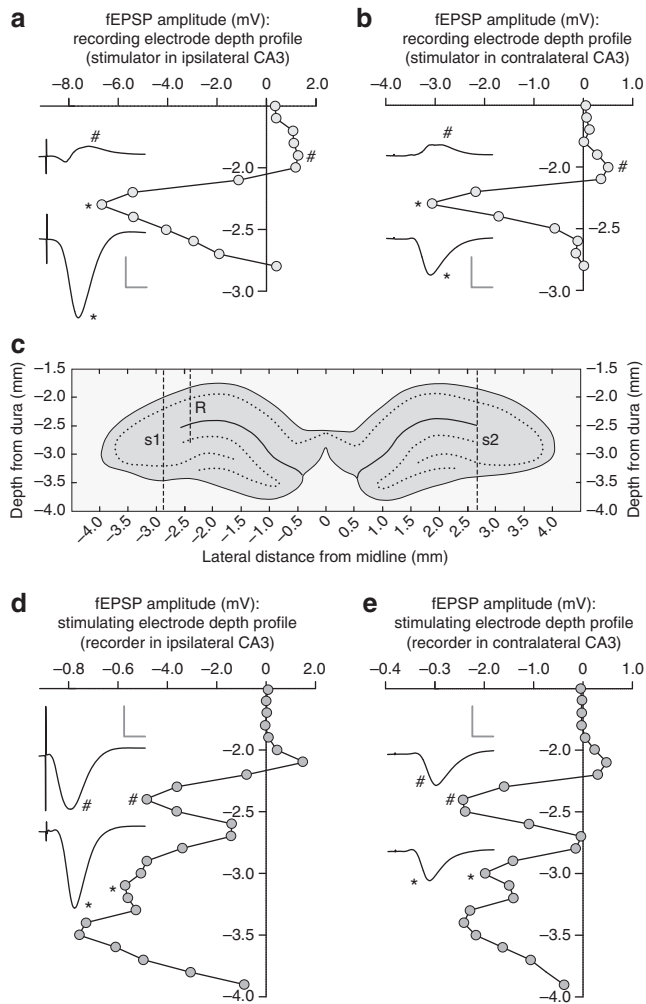 a
fEPSP amplitude (mV):
recording electrode depth profile
(stimulator in ipsilateral CA3)
–8.0 –6.0 –4.0 –2.0 0 2.0
#
#
–2.0
*
–2.5
–3.0
*
b
fEPSP amplitude (mV):
recording electrode depth profile
(stimulator in contralateral CA3)
–4.0 –3.0 –2.0 –1.0 0 1.0
#
#
–2.0
*
–2.5
*
–3.0
c
Depth from dura (mm)
–1.5
–2.0
–2.5
–3.0
–3.5
–4.0
R
s1
s2
–1.5
–2.0
–2.5
–3.0
–3.5
–4.0
Depth from dura (mm)
–4.0 –3.5 –3.0 –2.5 –2.0 –1.5 –1.0 –0.5 0 0.5 1.0 1.5 2.0 2.5 3.0 3.5 4.0
Lateral distance from midline (mm)
d
fEPSP amplitude (mV):
stimulating electrode depth profile
(recorder in ipsilateral CA3)
–0.8 –0.6 –4.0 –2.0 0 2.0
–2.0
#
#
–2.5
–3.0
*
*
–3.5
–4.0
e
fEPSP amplitude (mV):
stimulating electrode depth profile
(recorder in contralateral CA3)
–0.4 –0.3 –2.0 –1.0 0 1.0
–2.0
#
#
–2.5
*
*
–3.0
–3.5
–4.0